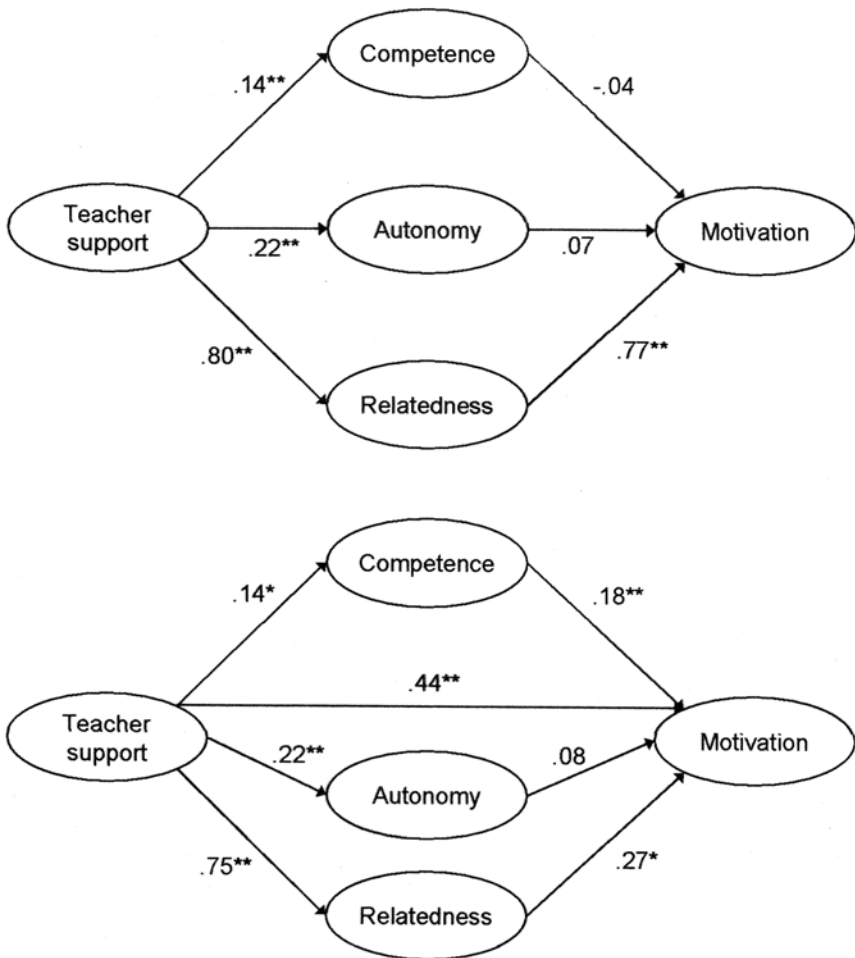 Competence
.14**
-.04
Teacher
support
.22**
Autonomy
.07
Motivation
.80**
Relatedness
.77**
Competence
.14*
.18**
.44**
Teacher
support
.22**
Autonomy
.08
Motivation
.75**
Relatedness
.27*